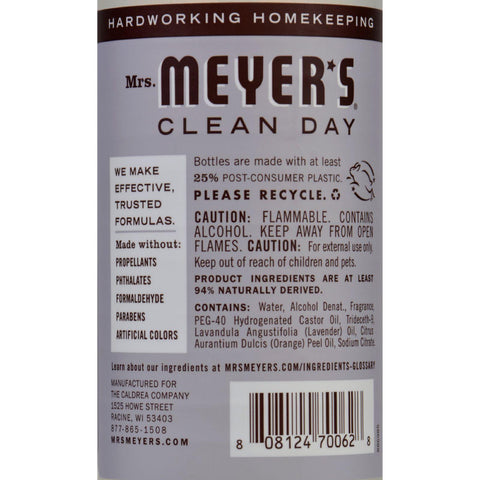 HARDWORKING HOMEKEEPING
Mrs. MEYER'S®
CLEAN DAY
WE MAKE
EFFECTIVE,
TRUSTED
FORMULAS.
Made without:
PROPELLANTS
PHTHALATES
FORMALDEHYDE
PARABENS
ARTIFICIAL COLORS
Bottles are made with at least
25% POST-CONSUMER PLASTIC.
PLEASE RECYCLE.
CAUTION: FLAMMABLE. CONTAINS
ALCOHOL. KEEP AWAY FROM OPEN
FLAMES. CAUTION: For external use only.
Keep out of reach of children and pets.
PRODUCT INGREDIENTS ARE AT LEAST
94% NATURALLY DERIVED.
CONTAINS: Water, Alcohol Denat., Fragrance,
PEG-40 Hydrogenated Castor Oil, Trideceth-9,
Lavandula Angustifolia (Lavender) Oil, Citrus
Aurantium Dulcis (Orange) Peel Oil, Sodium Citrate.
Learn about our ingredients at MRSMEYERS.COM/INGREDIENTS-GLOSSARY
MANUFACTURED FOR
THE CALDREA COMPANY
1525 HOWE STREET
RACINE, WI 53403
877-865-1508
MRSMEYERS.COM
8 08124 70062 8